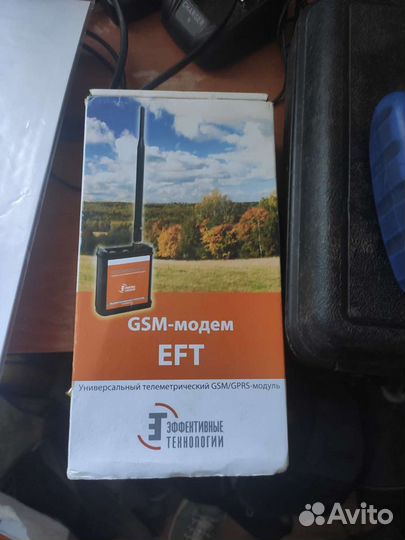 GSM-модем
EFT
Универсальный телеметрический GSM/GPRS-модуль
ЭФФЕКТИВНЫЕ
ТЕХНОЛОГИИ
Avito